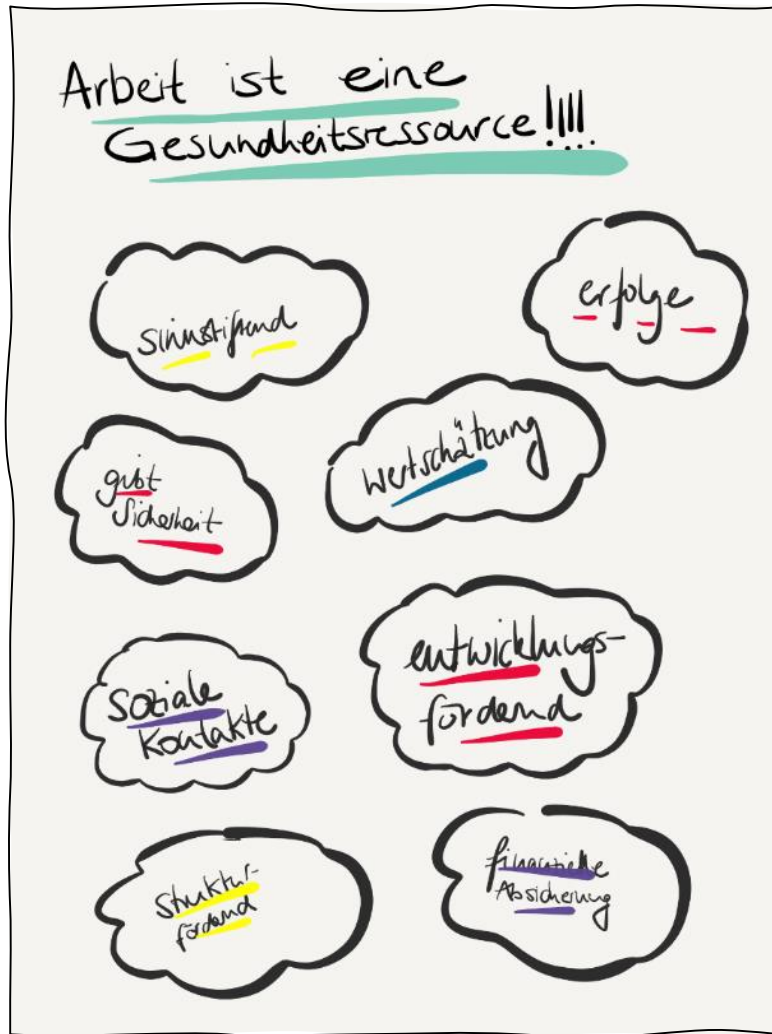 Arbeit ist eine
Gesundheitsressource!!!!
sinnstiftend
erfolge
gibt
Sicherheit
wertschätzung
soziale
Kontakte
entwicklungs-
fördernd
struktur-
fördernd
finanzielle
Absicherung